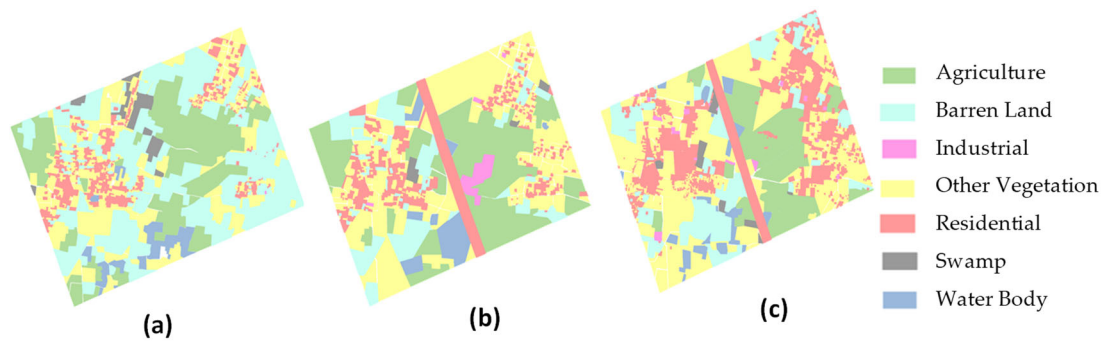 Agriculture
Barren Land
Industrial
Other Vegetation
Residential
Swamp
Water Body
(a)
(b)
(c)